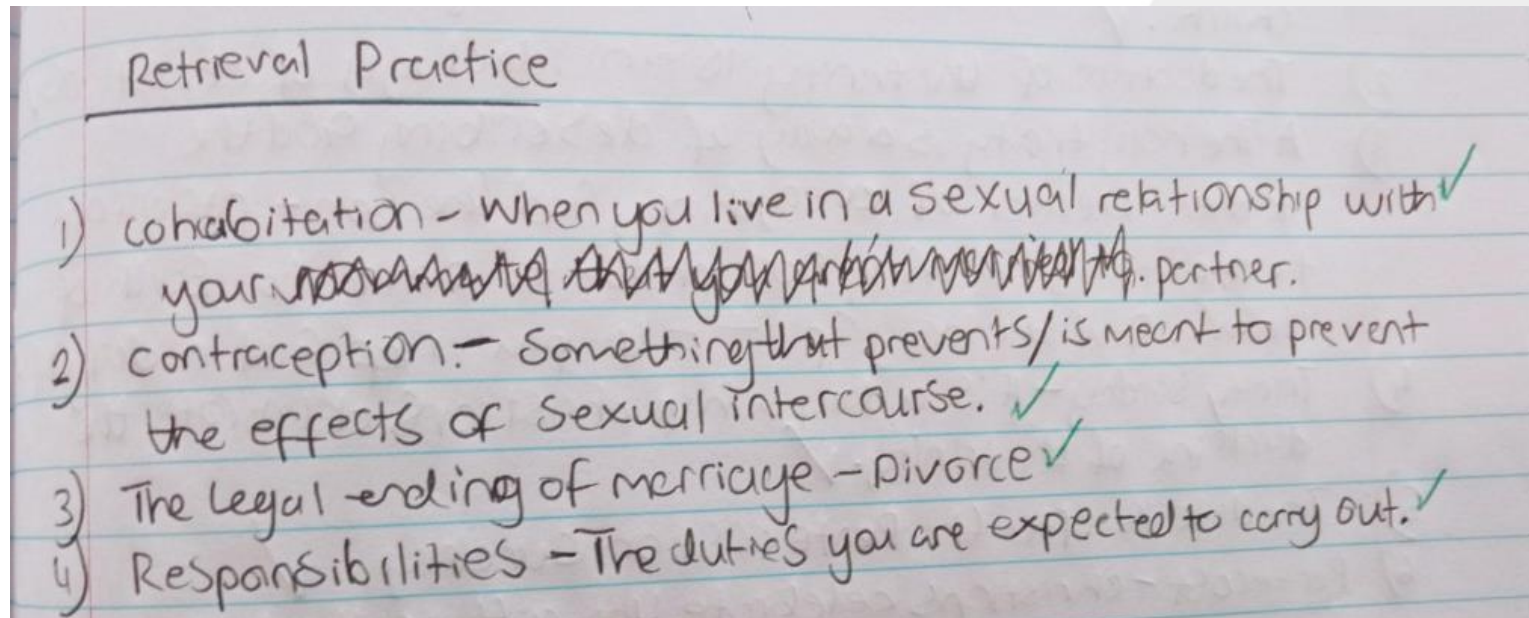 Retrieval Practice
1) cohabitation - When you live in a sexual relationship with
your partner.
2) contraception. - Something that prevents/is meant to prevent
the effects of sexual intercourse.
3) The legal ending of marriage - Divorce
4) Responsibilities - The duties you are expected to carry out.